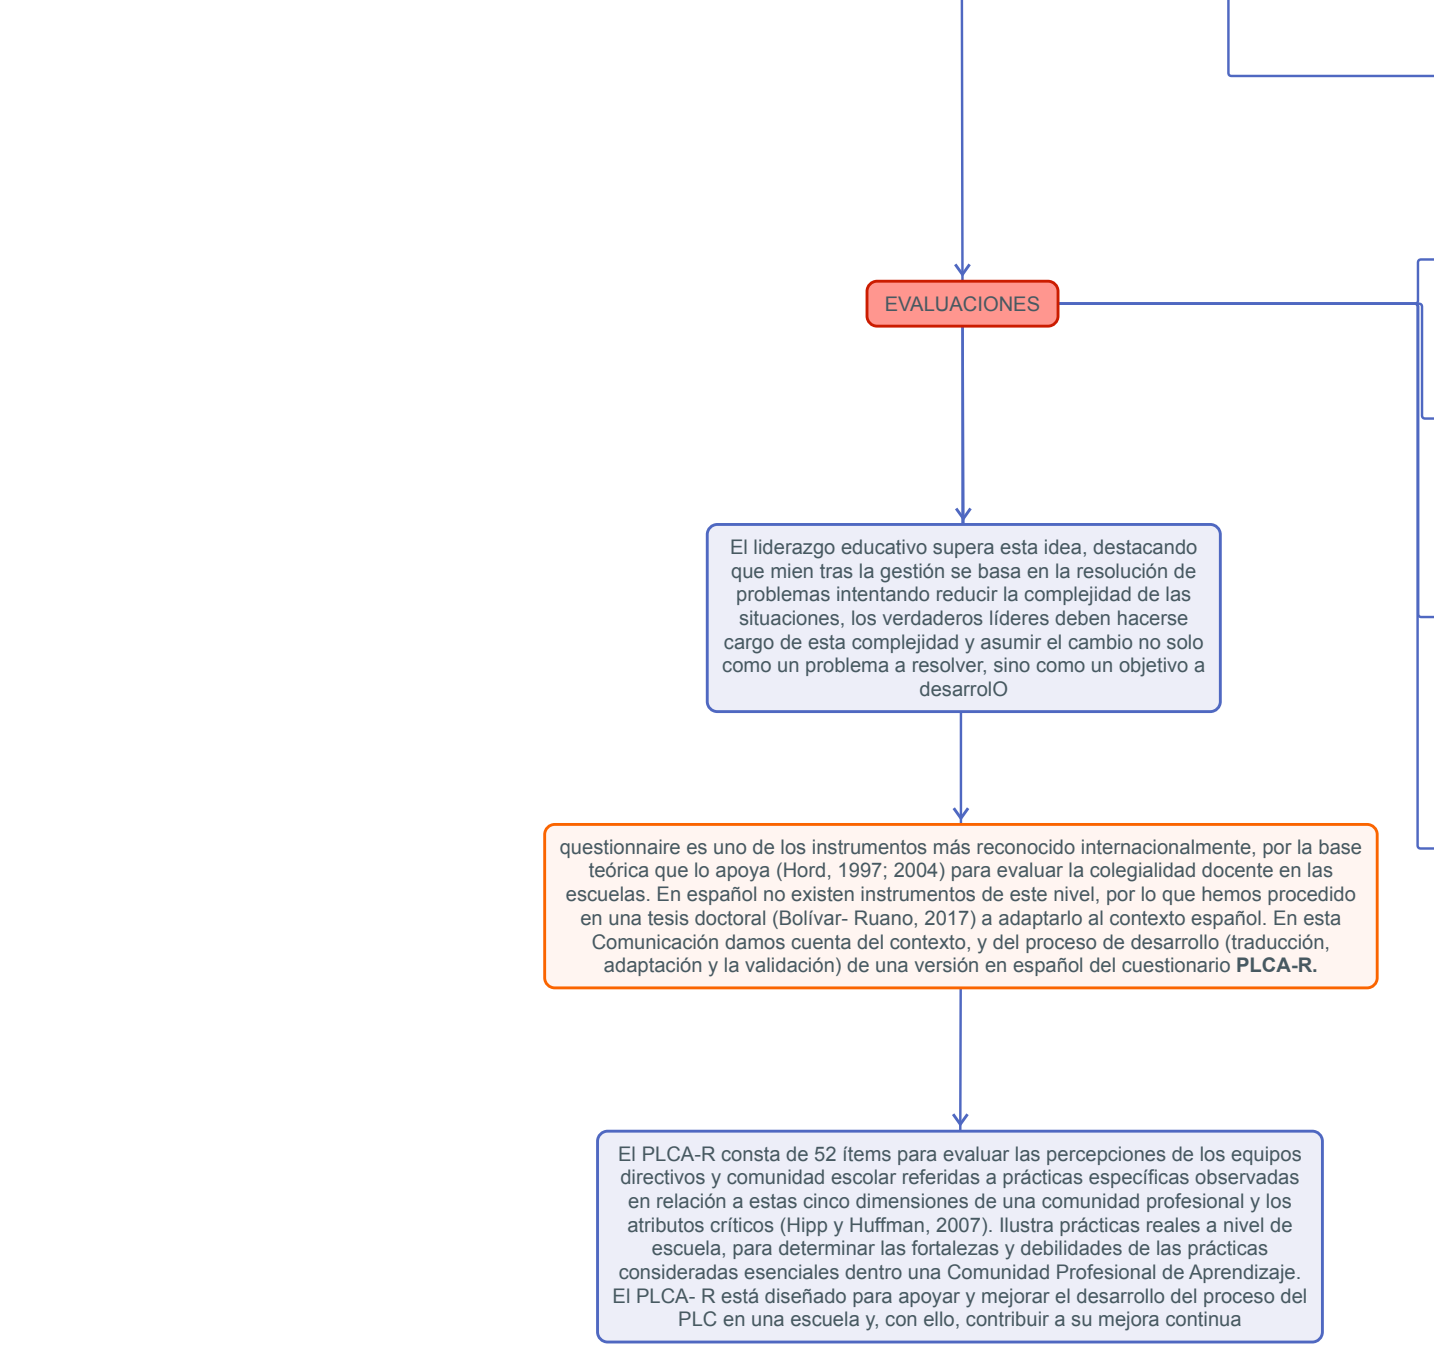 EVALUACIONES
El liderazgo educativo supera esta idea, destacando
que mien tras la gestión se basa en la resolución de
problemas intentando reducir la complejidad de las
situaciones, los verdaderos líderes deben hacerse
cargo de esta complejidad y asumir el cambio no solo
como un problema a resolver, sino como un objetivo a
desarrolO
questionnaire es uno de los instrumentos más reconocido internacionalmente, por la base
teórica que lo apoya (Hord, 1997; 2004) para evaluar la colegialidad docente en las
escuelas. En español no existen instrumentos de este nivel, por lo que hemos procedido
en una tesis doctoral (Bolívar- Ruano, 2017) a adaptarlo al contexto español. En esta
Comunicación damos cuenta del contexto, y del proceso de desarrollo (traducción,
adaptación y la validación) de una versión en español del cuestionario PLCA-R.
El PLCA-R consta de 52 ítems para evaluar las percepciones de los equipos
directivos y comunidad escolar referidas a prácticas específicas observadas
en relación a estas cinco dimensiones de una comunidad profesional y los
atributos críticos (Hipp y Huffman, 2007). Ilustra prácticas reales a nivel de
escuela, para determinar las fortalezas y debilidades de las prácticas
consideradas esenciales dentro una Comunidad Profesional de Aprendizaje.
El PLCA- R está diseñado para apoyar y mejorar el desarrollo del proceso del
PLC en una escuela y, con ello, contribuir a su mejora continua